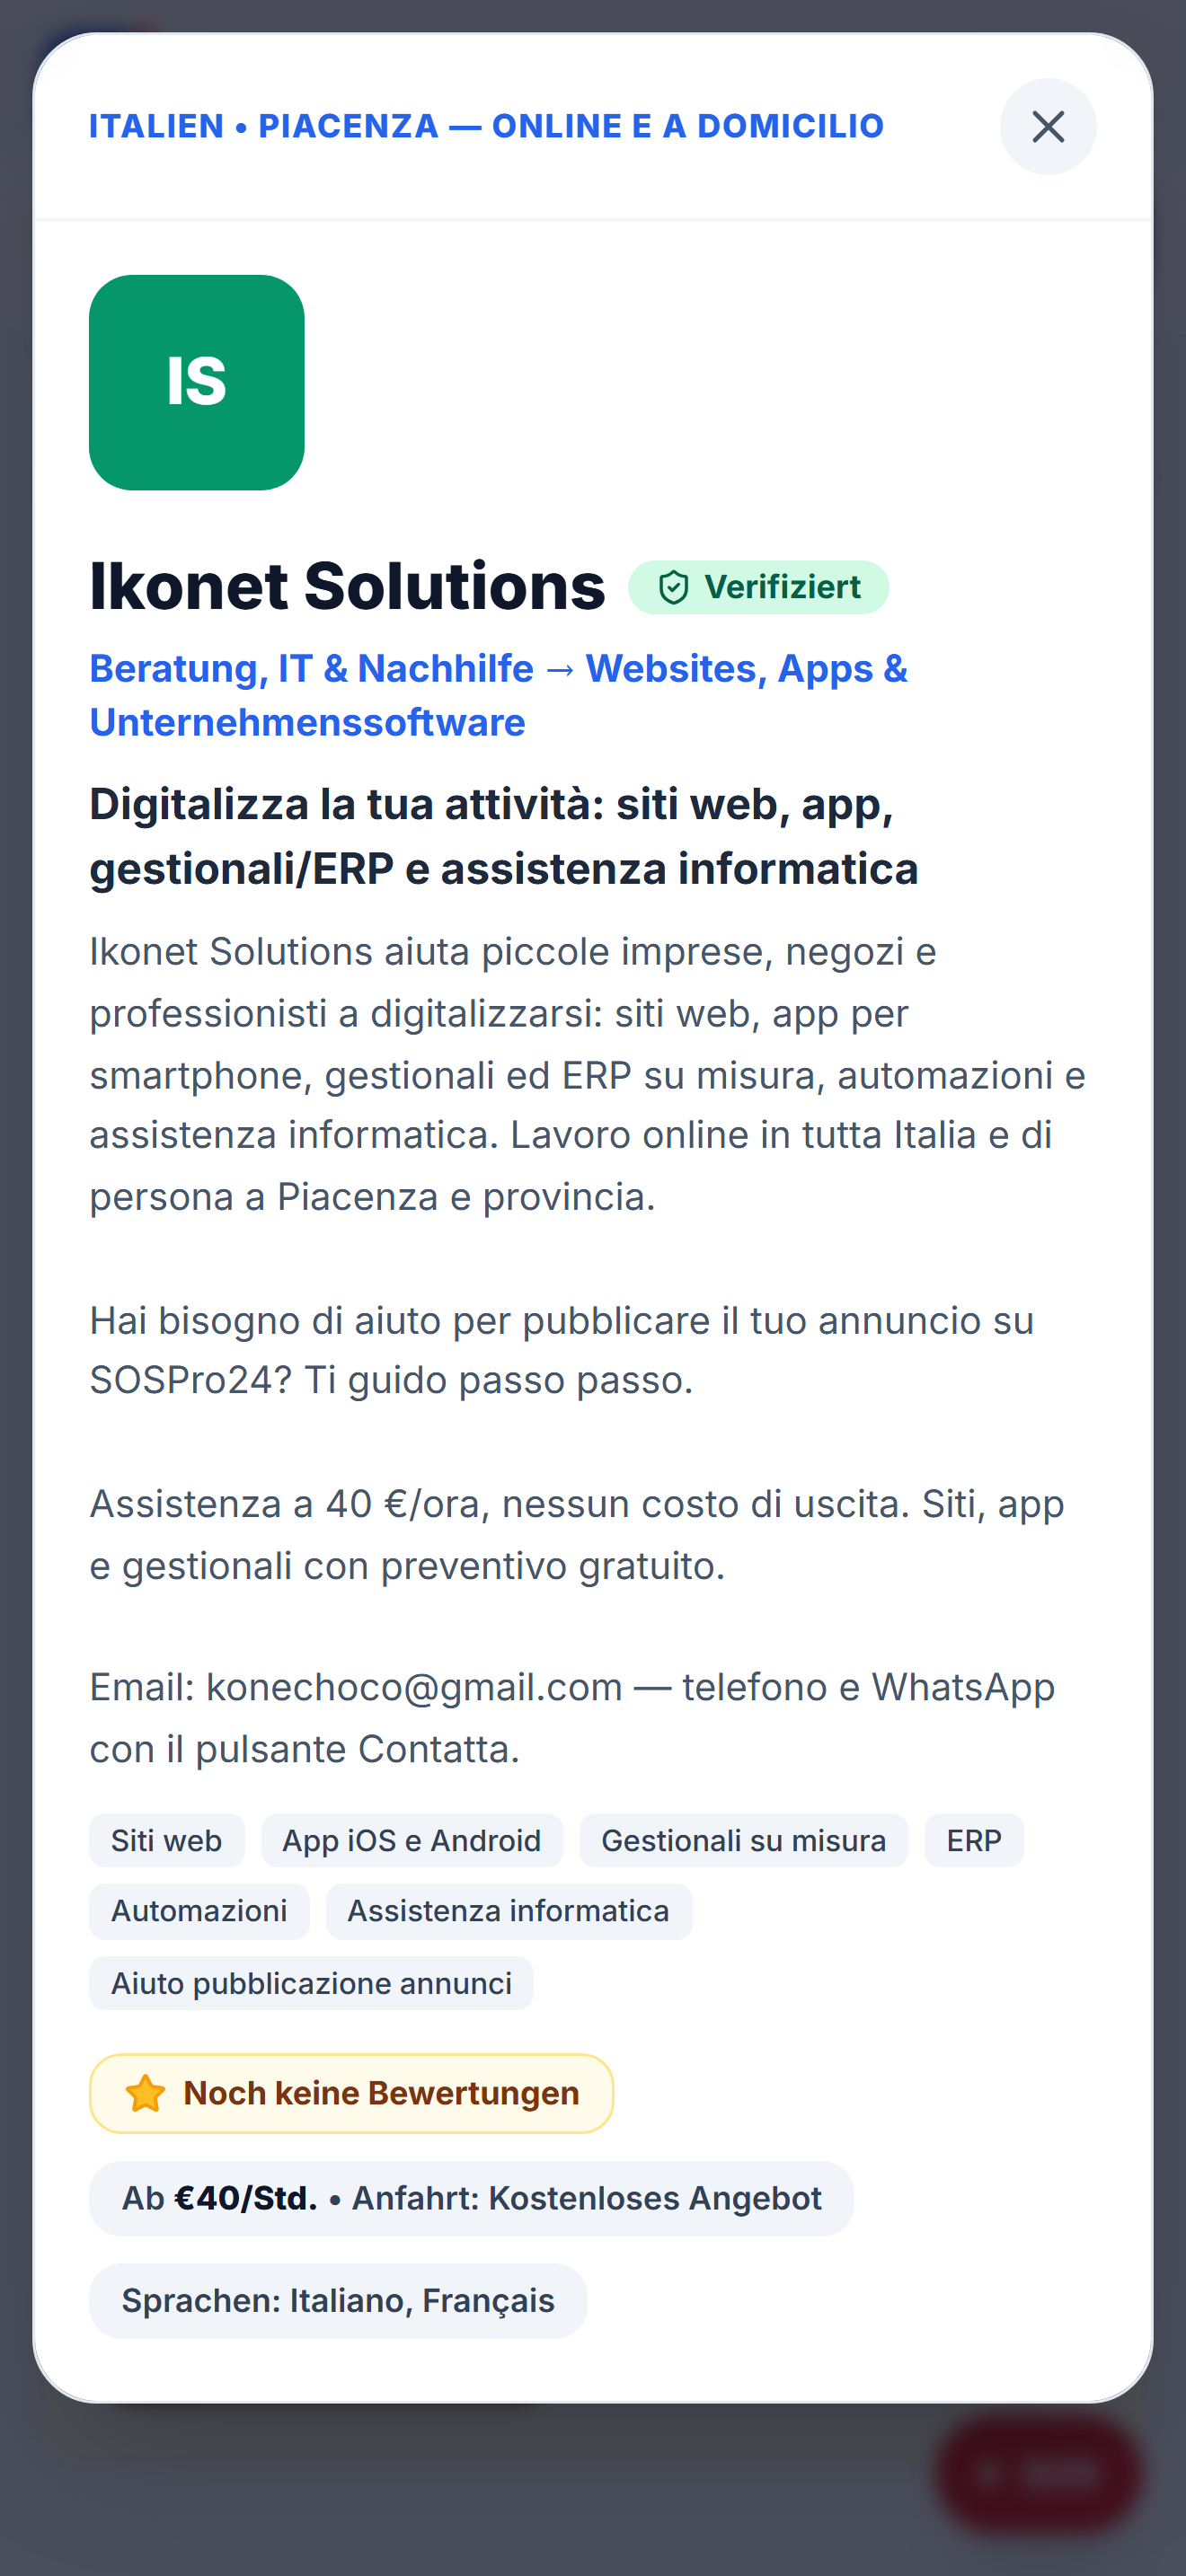 ITALIEN • PIACENZA — ONLINE E A DOMICILIO
IS
Ikonet Solutions
Verifiziert
Beratung, IT & Nachhilfe → Websites, Apps &
Unternehmenssoftware
Digitalizza la tua attività: siti web, app,
gestionali/ERP e assistenza informatica
Ikonet Solutions aiuta piccole imprese, negozi e
professionisti a digitalizzarsi: siti web, app per
smartphone, gestionali ed ERP su misura, automazioni e
assistenza informatica. Lavoro online in tutta Italia e di
persona a Piacenza e provincia.
Hai bisogno di aiuto per pubblicare il tuo annuncio su
SOSPro24? Ti guido passo passo.
Assistenza a 40 €/ora, nessun costo di uscita. Siti, app
e gestionali con preventivo gratuito.
Email: konechoco@gmail.com — telefono e WhatsApp
con il pulsante Contatta.
Siti web App iOS e Android Gestionali su misura ERP
Automazioni Assistenza informatica
Aiuto pubblicazione annunci
Noch keine Bewertungen
Ab €40/Std. • Anfahrt: Kostenloses Angebot
Sprachen: Italiano, Français